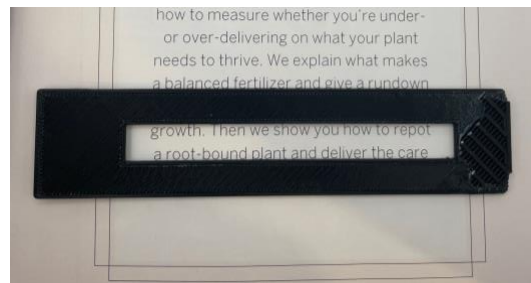 how to measure whether you're under-
or over-delivering on what your plant
needs to thrive. We explain what makes
a balanced fertilizer and give a rundown
growth. Then we show you how to repot
a root-bound plant and deliver the care